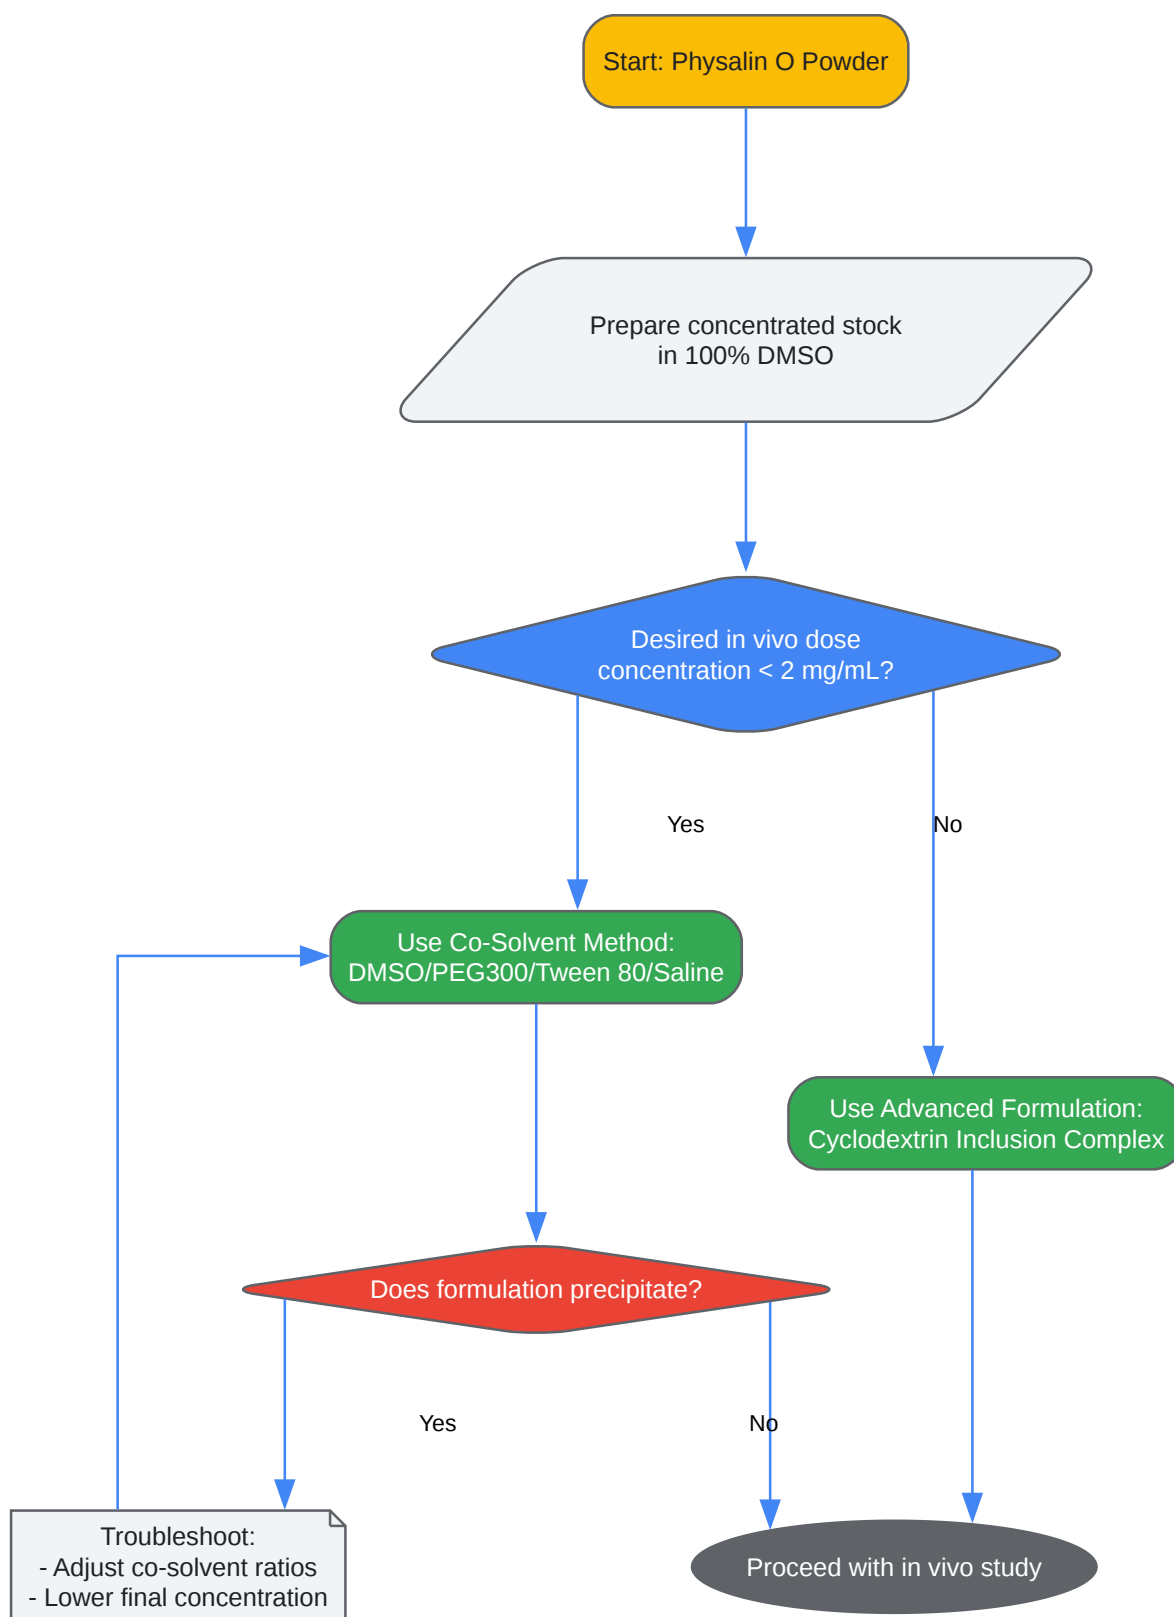 Start: Physalin O Powder
Prepare concentrated stock
in 100% DMSO
Desired in vivo dose
concentration < 2 mg/mL?
Yes
No
Use Co-Solvent Method:
DMSO/PEG300/Tween 80/Saline
Use Advanced Formulation:
Cyclodextrin Inclusion Complex
Does formulation precipitate?
Yes
No
Troubleshoot:
- Adjust co-solvent ratios
- Lower final concentration
Proceed with in vivo study